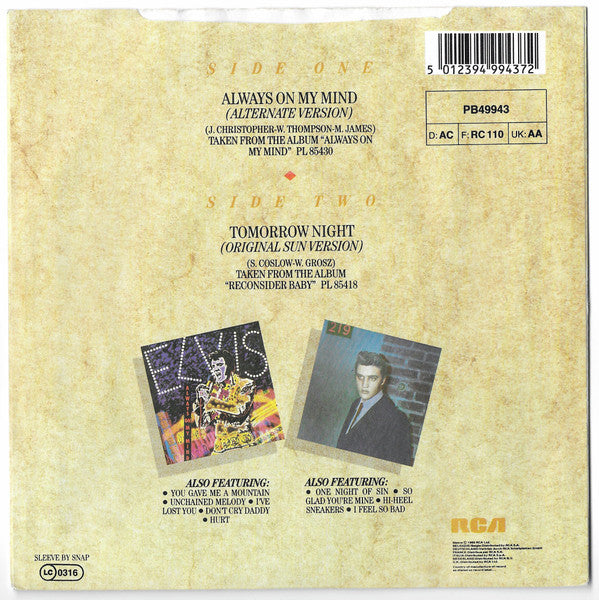 SIDE ONE
ALWAYS ON MY MIND
(ALTERNATE VERSION)
(J. CHRISTOPHER-W. THOMPSON-M. JAMES)
TAKEN FROM THE ALBUM “ALWAYS
ON MY MIND” PL 85430
SIDE TWO
TOMORROW NIGHT
(ORIGINAL SUN VERSION)
(S. COSLOW-W. GROSZ)
TAKEN FROM THE ALBUM
“RECONSIDER BABY” PL 85418
5 012394 994372
PB49943
D: AC F: RC 110 UK: AA
ELVIS
219
ALSO FEATURING:
• YOU GAVE ME A MOUNTAIN
• UNCHAINED MELODY • I'VE
LOST YOU • DON'T CRY DADDY
• HURT
ALSO FEATURING:
• ONE NIGHT OF SIN • SO
GLAD YOU'RE MINE • HI-HEEL
SNEAKERS • I FEEL SO BAD
SLEEVE BY SNAP
LC 0316
RCA